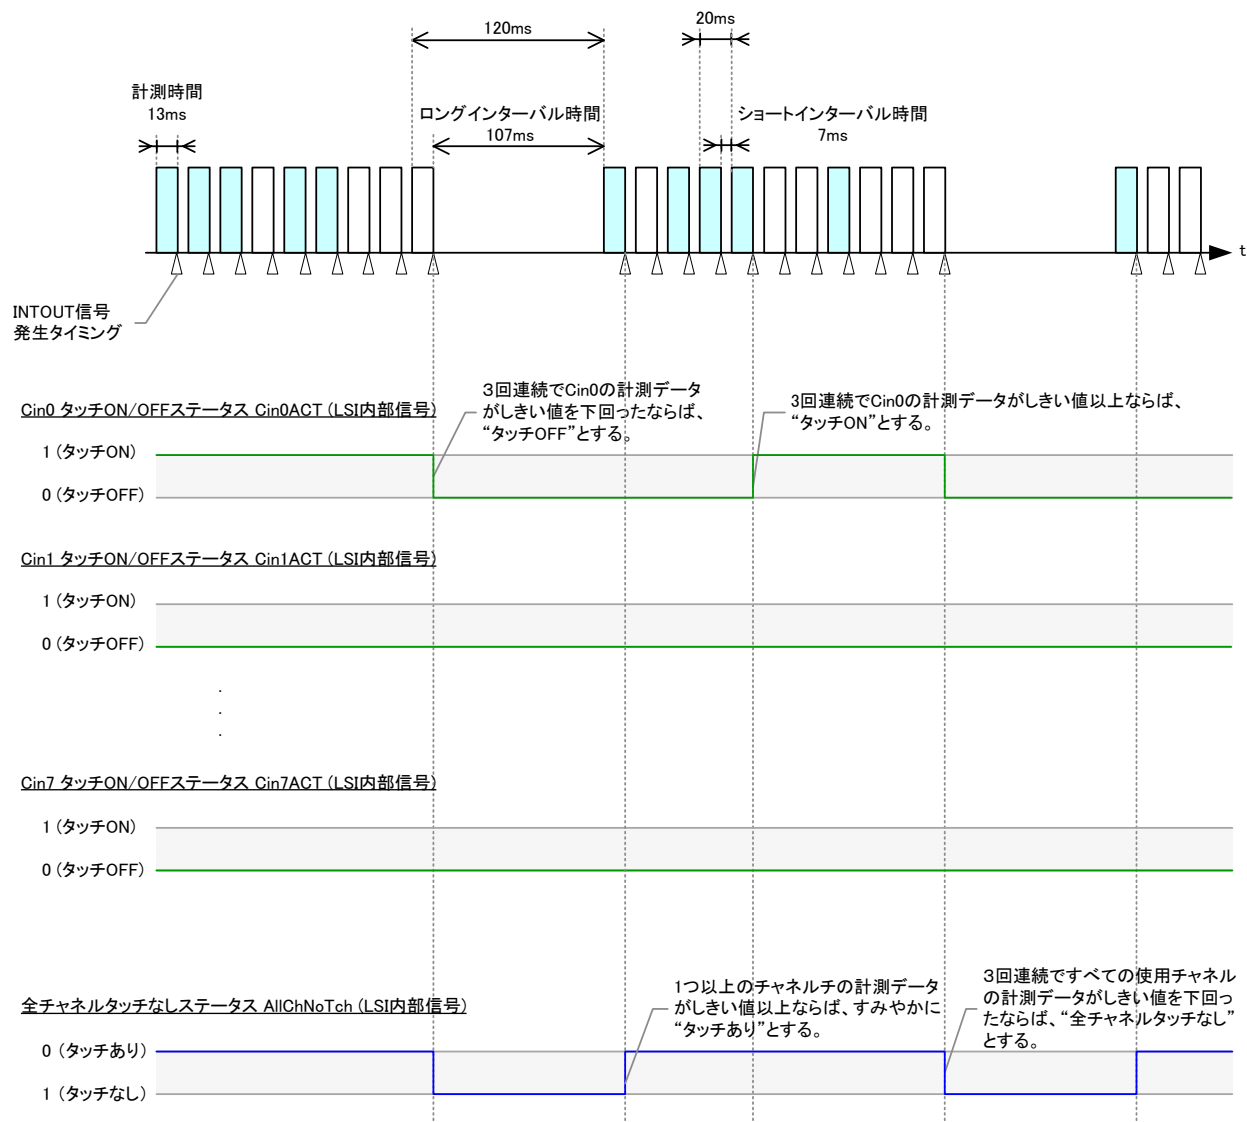 120ms
20ms
計測時間
13ms
ロングインターバル時間
107ms
ショートインターバル時間
7ms
t
INTOUT信号
発生タイミング
Cin0 タッチON/OFFステータス Cin0ACT (LSI内部信号)
3回連続でCin0の計測データ
がしきい値を下回ったならば、
“タッチOFF”とする。
3回連続でCin0の計測データがしきい値以上ならば、
“タッチON”とする。
1 (タッチON)
0 (タッチOFF)
Cin1 タッチON/OFFステータス Cin1ACT (LSI内部信号)
1 (タッチON)
0 (タッチOFF)
.
.
.
Cin7 タッチON/OFFステータス Cin7ACT (LSI内部信号)
1 (タッチON)
0 (タッチOFF)
全チャネルタッチなしステータス AllChNoTch (LSI内部信号)
1つ以上のチャネルチの計測データ
がしきい値以上ならば、すみやかに
“タッチあり”とする。
3回連続ですべての使用チャネル
の計測データがしきい値を下回っ
たならば、“全チャネルタッチなし”
とする。
0 (タッチあり)
1 (タッチなし)